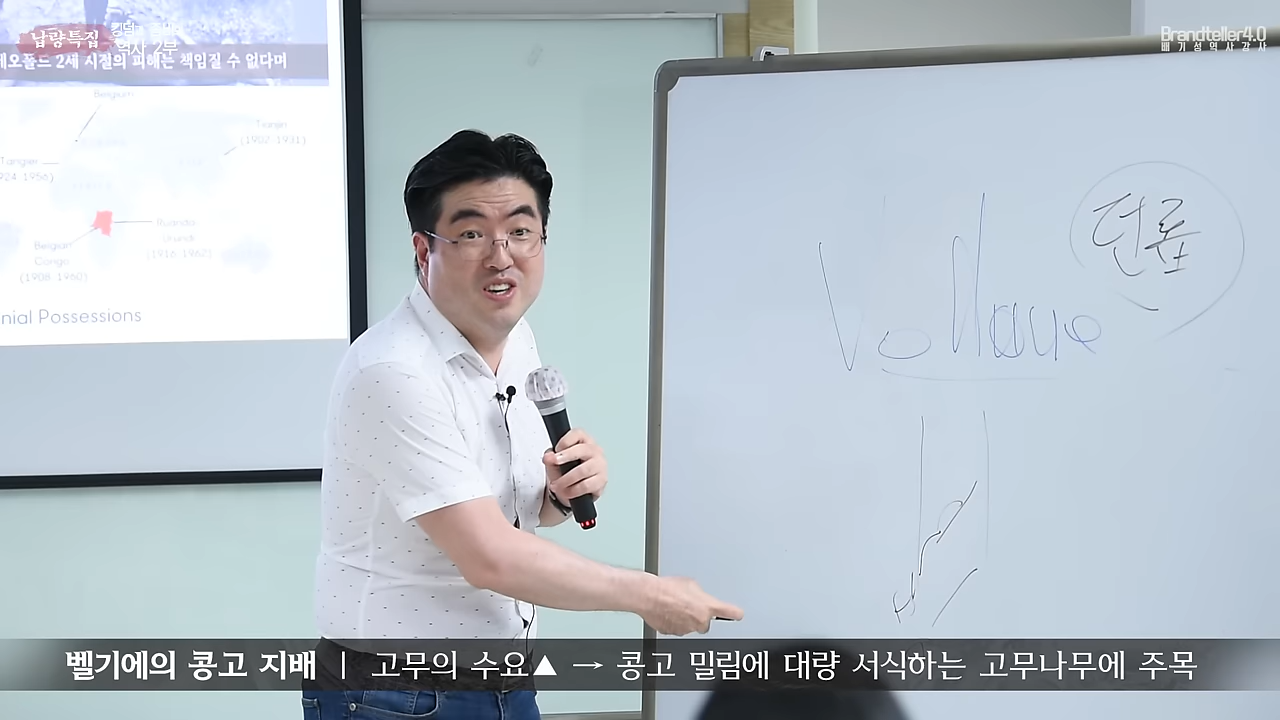 납량특집
역사 2부
레오폴드 2세 시절의 피해는 책임질 수 없다며
Belgium
Tianjin
(1902-1931)
Tangier
924-1956)
Ruanda
Urundi
(1916-1962)
Belgian
Congo
(1908-1960)
nial Possessions
Brandteller4.0
배기성역사강사
벨기에의 콩고 지배 | 고무의 수요▲ → 콩고 밀림에 대량 서식하는 고무나무에 주목